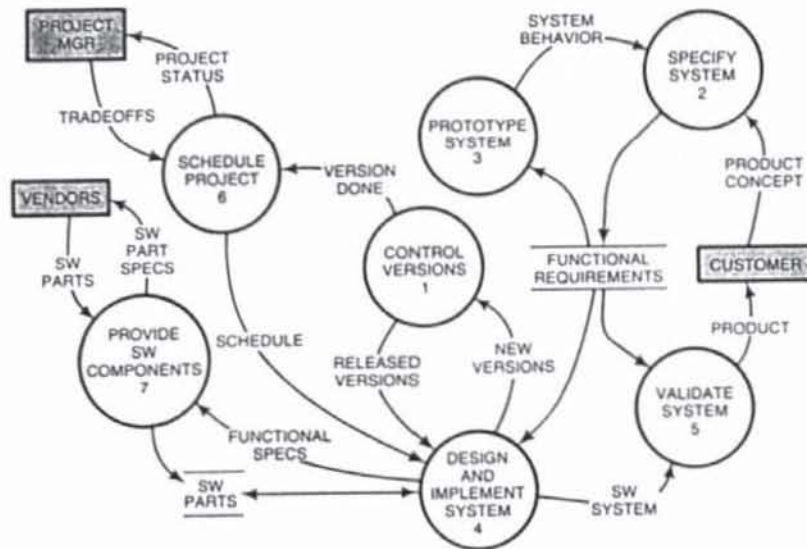 PROJECT
MGR
PROJECT
STATUS
TRADEOFFS
SCHEDULE
PROJECT
6
VENDORS
SW
PARTS
SW
PART
SPECS
PROVIDE
SW
COMPONENTS
7
SCHEDULE
VERSION
DONE
CONTROL
VERSIONS
1
RELEASED
VERSIONS
NEW
VERSIONS
FUNCTIONAL
SPECS
SW
PARTS
DESIGN
AND
IMPLEMENT
SYSTEM
4
SYSTEM
BEHAVIOR
PROTOTYPE
SYSTEM
3
SPECIFY
SYSTEM
2
PRODUCT
CONCEPT
FUNCTIONAL
REQUIREMENTS
CUSTOMER
PRODUCT
VALIDATE
SYSTEM
5
SW
SYSTEM